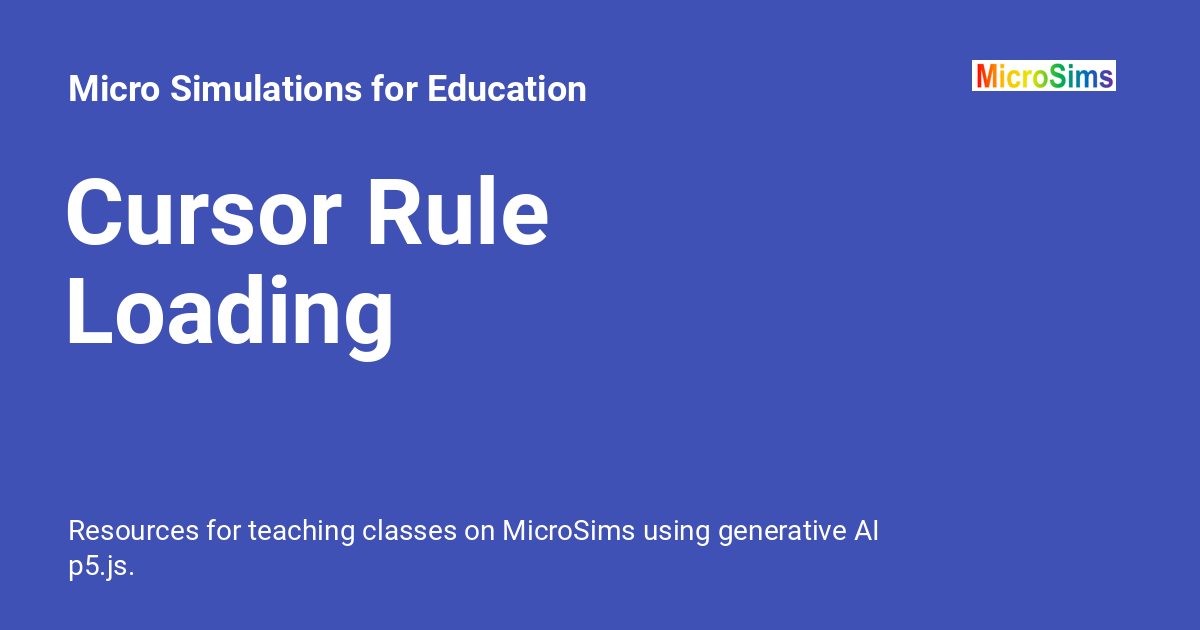 Micro Simulations for Education
MicroSims
Cursor Rule
Loading
Resources for teaching classes on MicroSims using generative AI
p5.js.